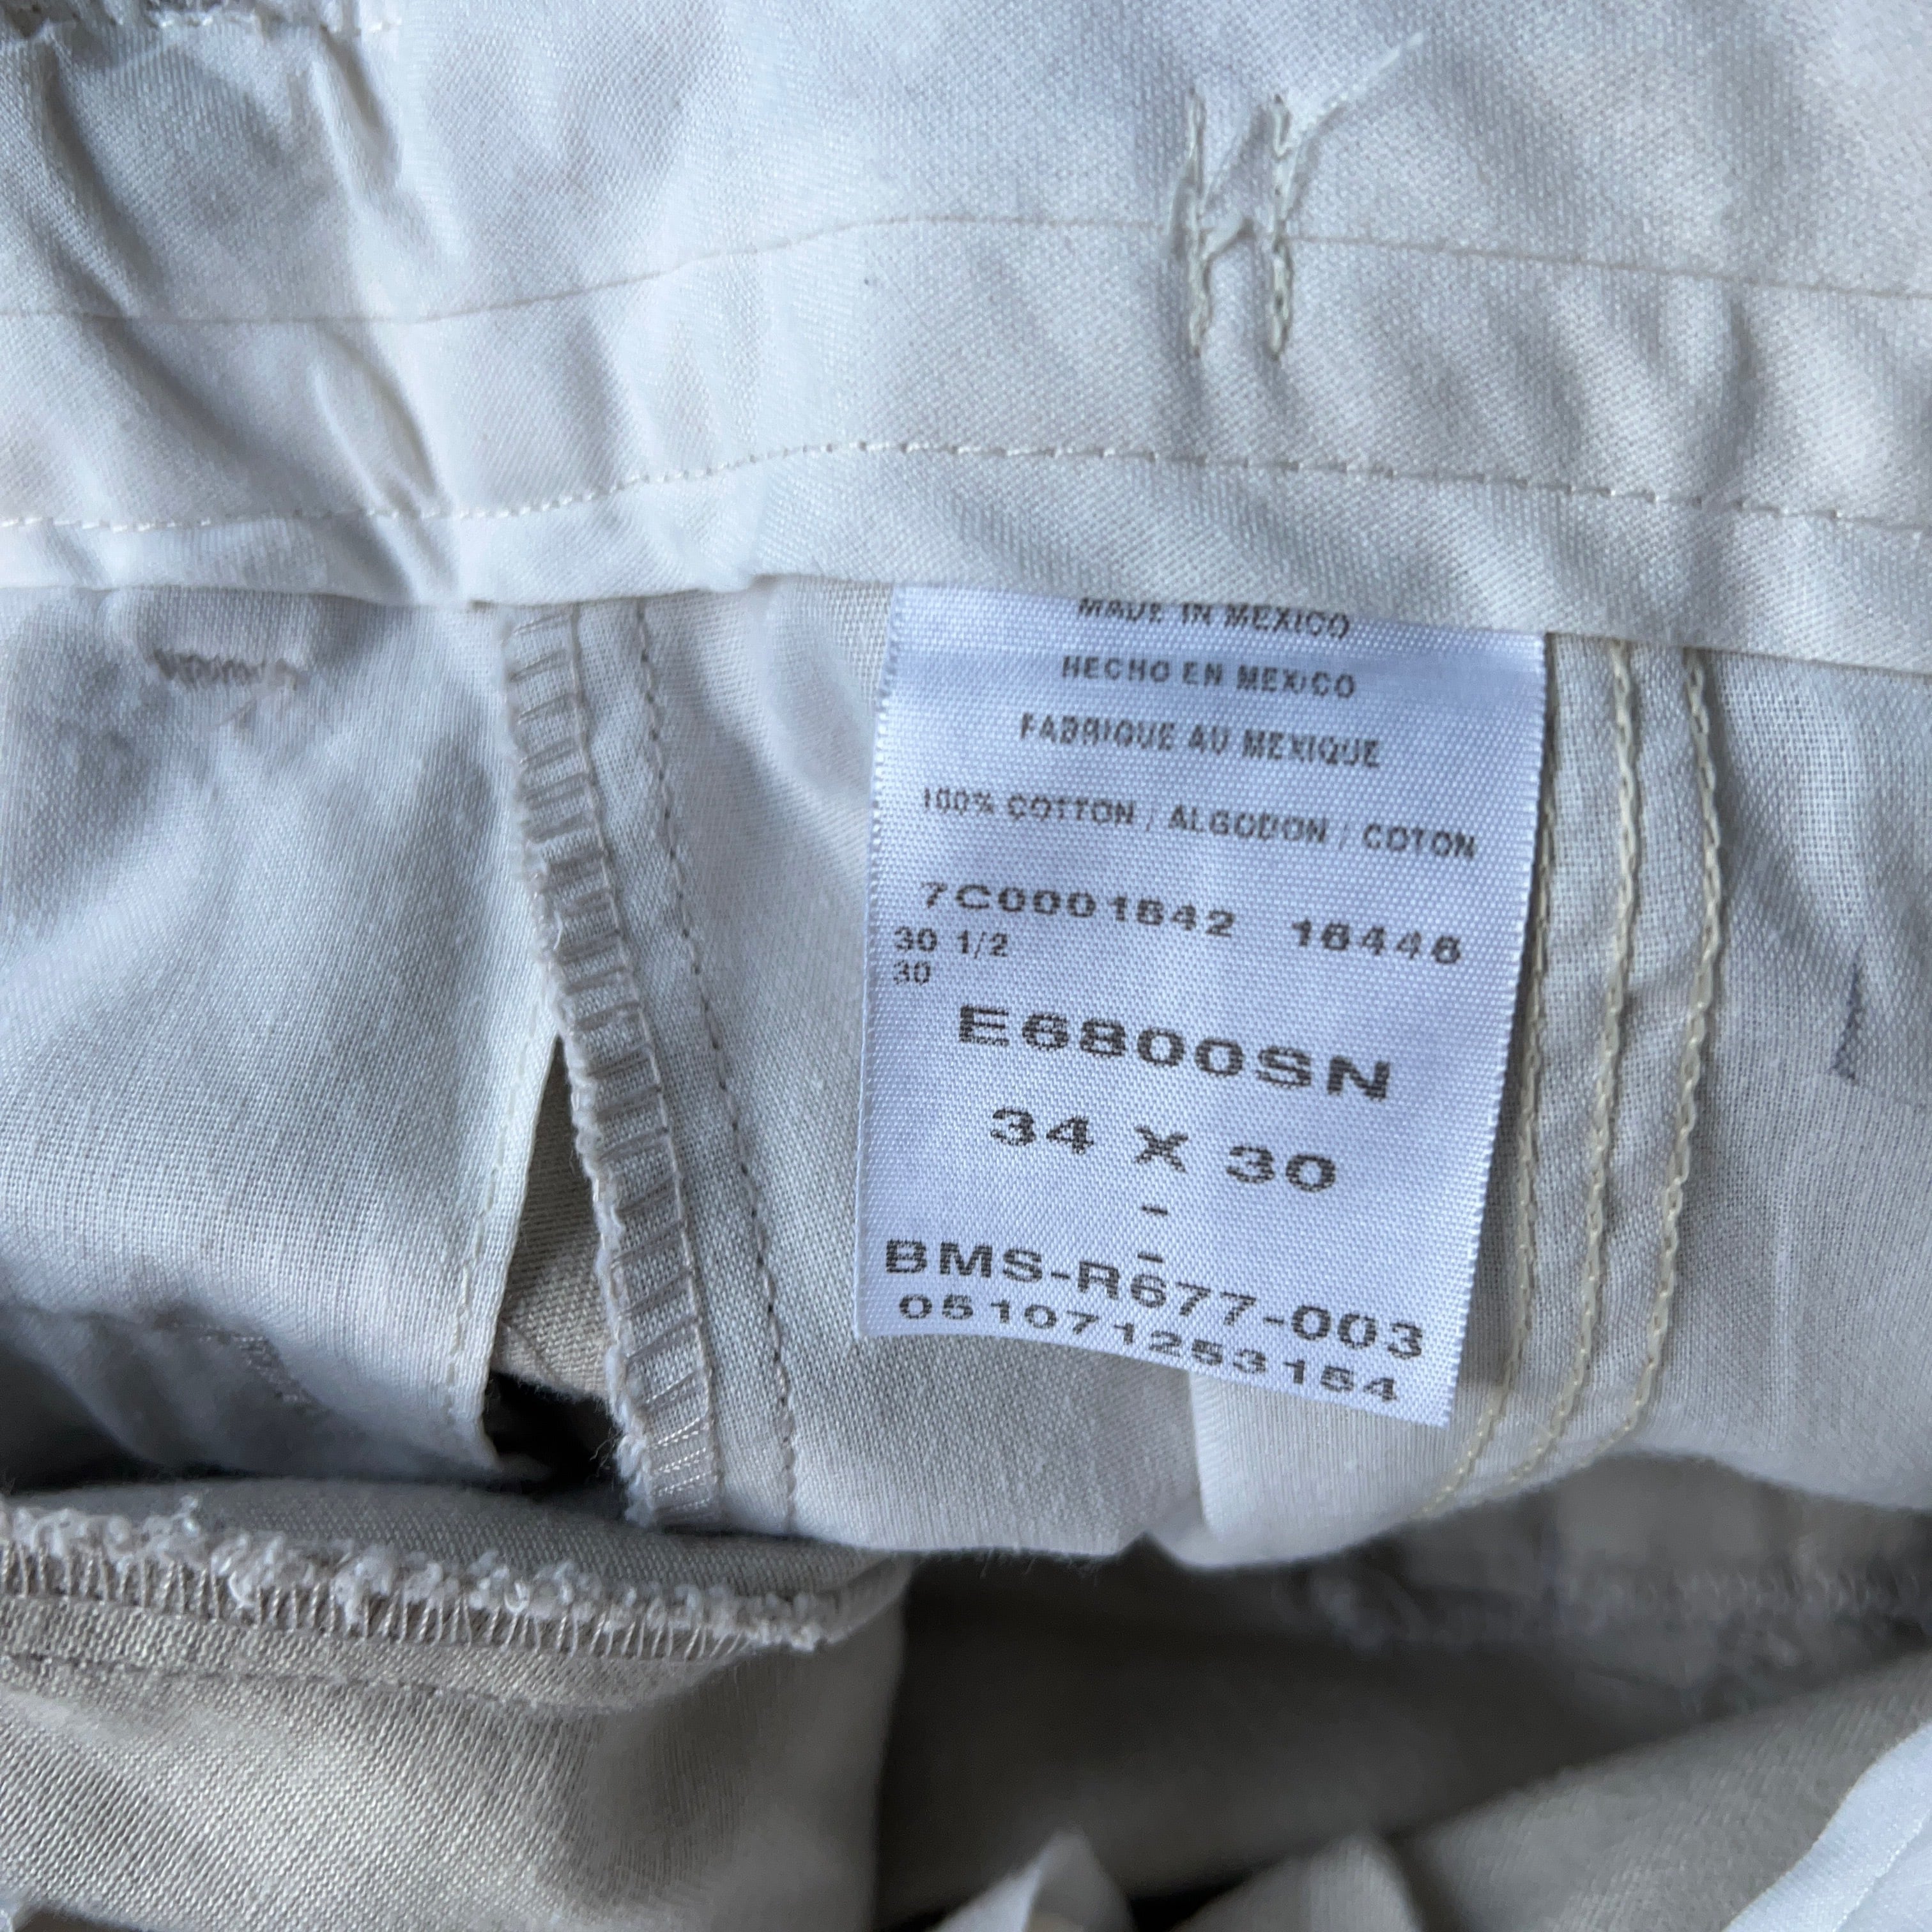 MADE IN MEXICO
HECHO EN MEXICO
FABRIQUE AU MEXIQUE
100% COTTON / ALGODON / COTON
7C0001542 16446
30 1/2
30
E6800SN
34 X 30
-
-
BMS-R677-003
051071253154